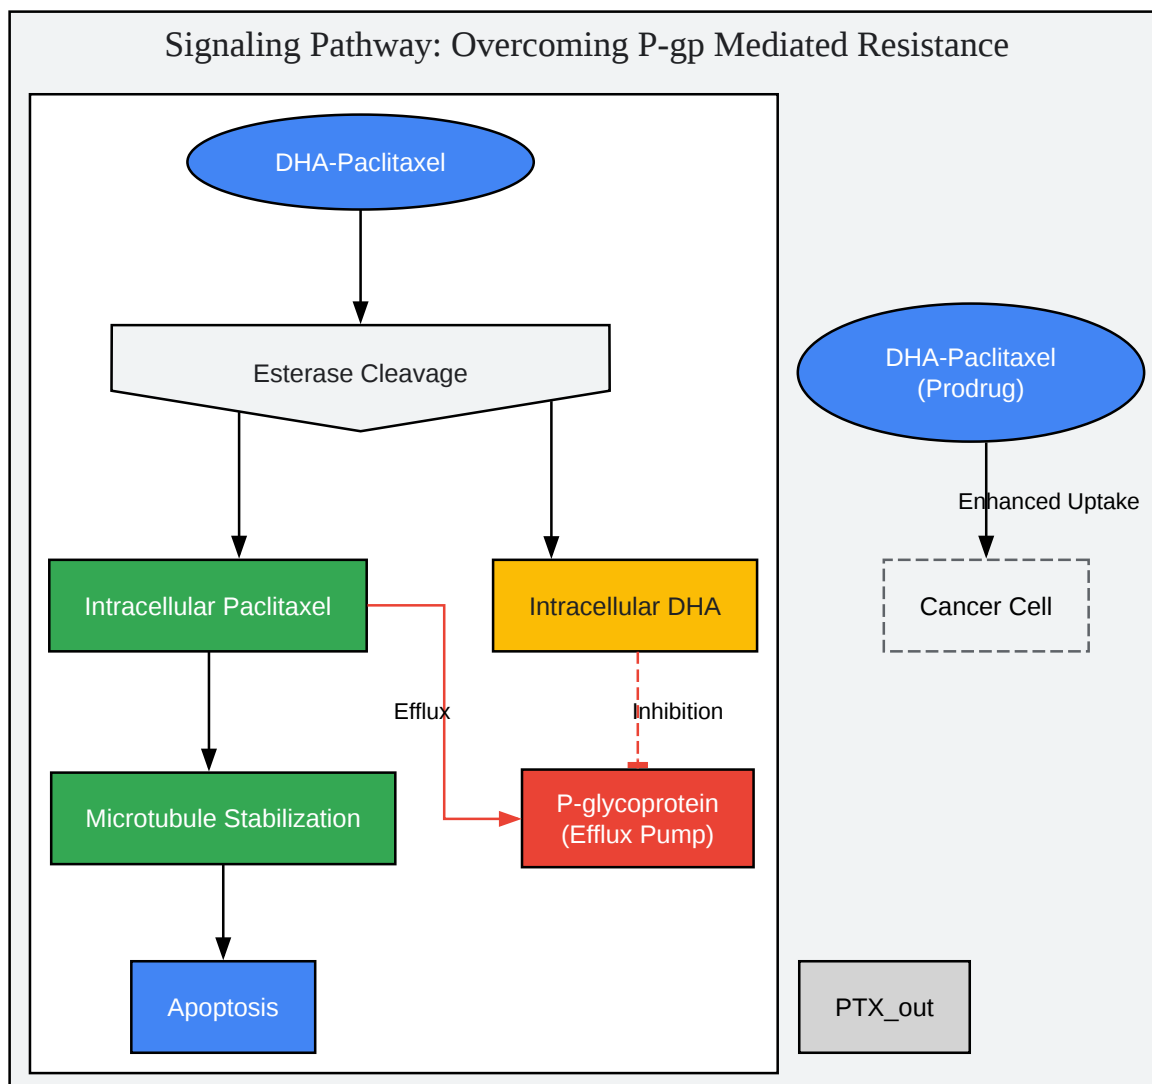 Signaling Pathway: Overcoming P-gp Mediated Resistance
DHA-Paclitaxel
Esterase Cleavage
DHA-Paclitaxel
(Prodrug)
Enhanced Uptake
Intracellular Paclitaxel
Intracellular DHA
Cancer Cell
Efflux
Inhibition
Microtubule Stabilization
P-glycoprotein
(Efflux Pump)
Apoptosis
PTX_out